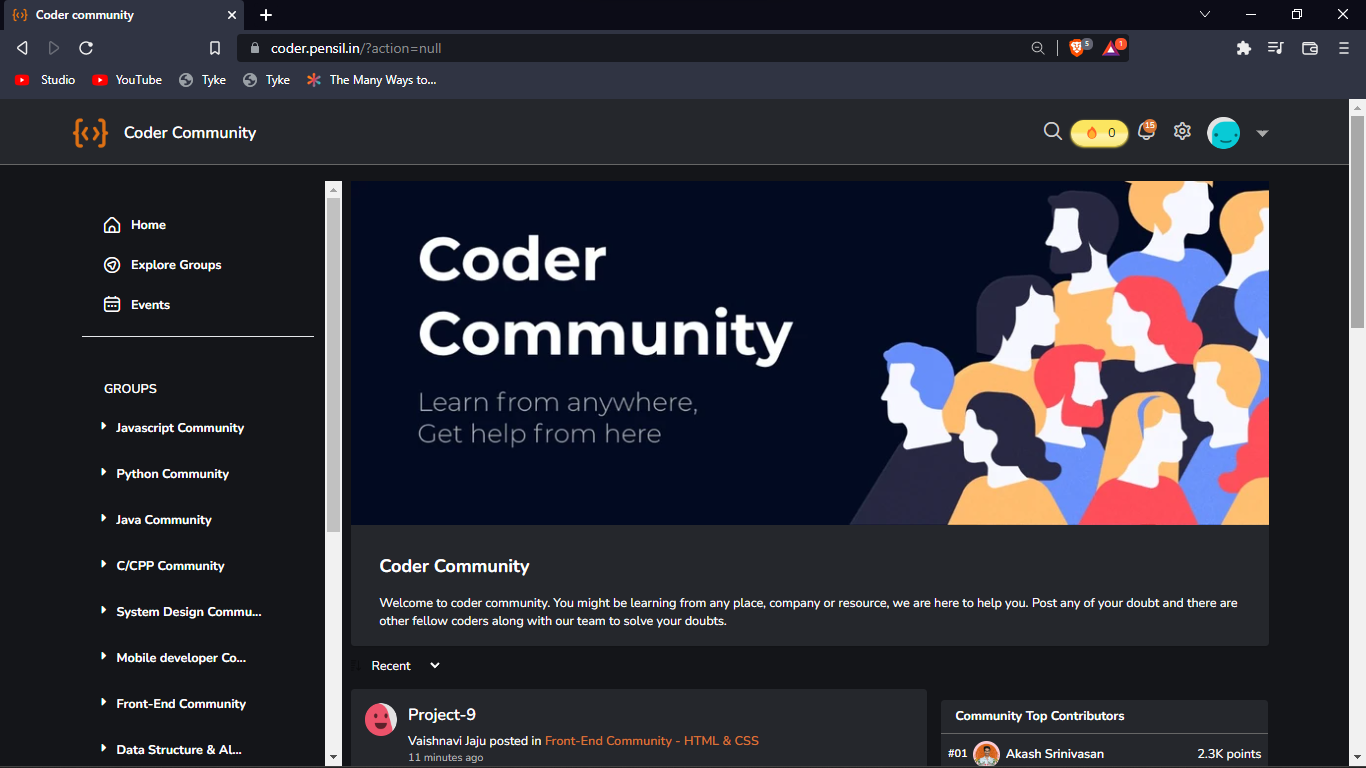 Coder community
coder.pensil.in/?action=null
5
1
Studio
YouTube
Tyke
Tyke
The Many Ways to...
Coder Community
0
15
Home
Explore Groups
Events
GROUPS
Javascript Community
Python Community
Java Community
C/CPP Community
System Design Commu...
Mobile developer Co...
Front-End Community
Data Structure & Al...
Coder
Community
Learn from anywhere,
Get help from here
Coder Community
Welcome to coder community. You might be learning from any place, company or resource, we are here to help you. Post any of your doubt and there are
other fellow coders along with our team to solve your doubts.
Recent
Project-9
Vaishnavi Jaju posted in Front-End Community - HTML & CSS
11 minutes ago
Community Top Contributors
#01 Akash Srinivasan 2.3K points